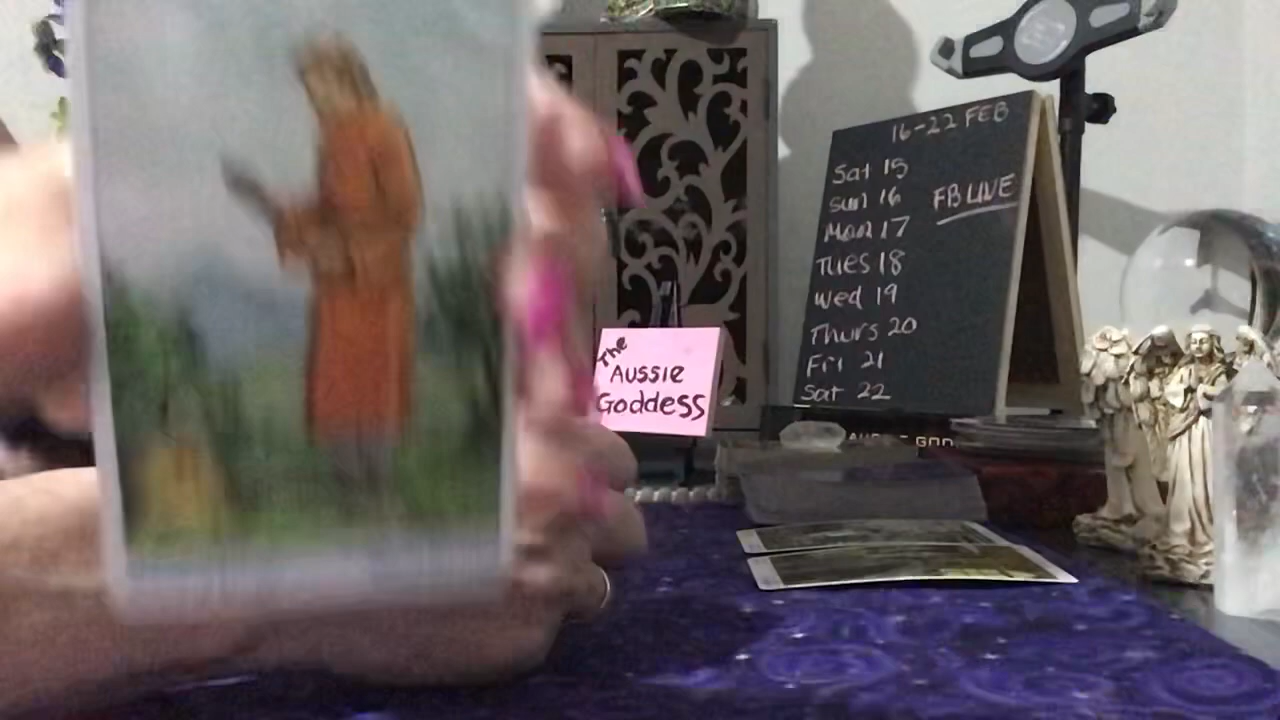 16-22 FEB
Sat 15
Sun 16 FB LIVE
Mon 17
Tues 18
Wed 19
Thurs 20
Fri 21
Sat 22
The
Aussie
Goddess